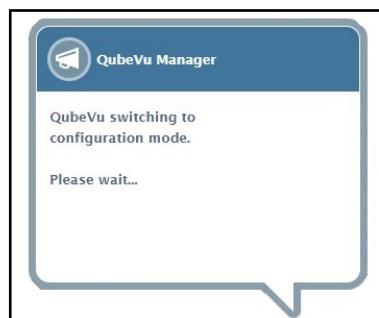 QubeVu Manager
QubeVu switching to
configuration mode.
Please wait...